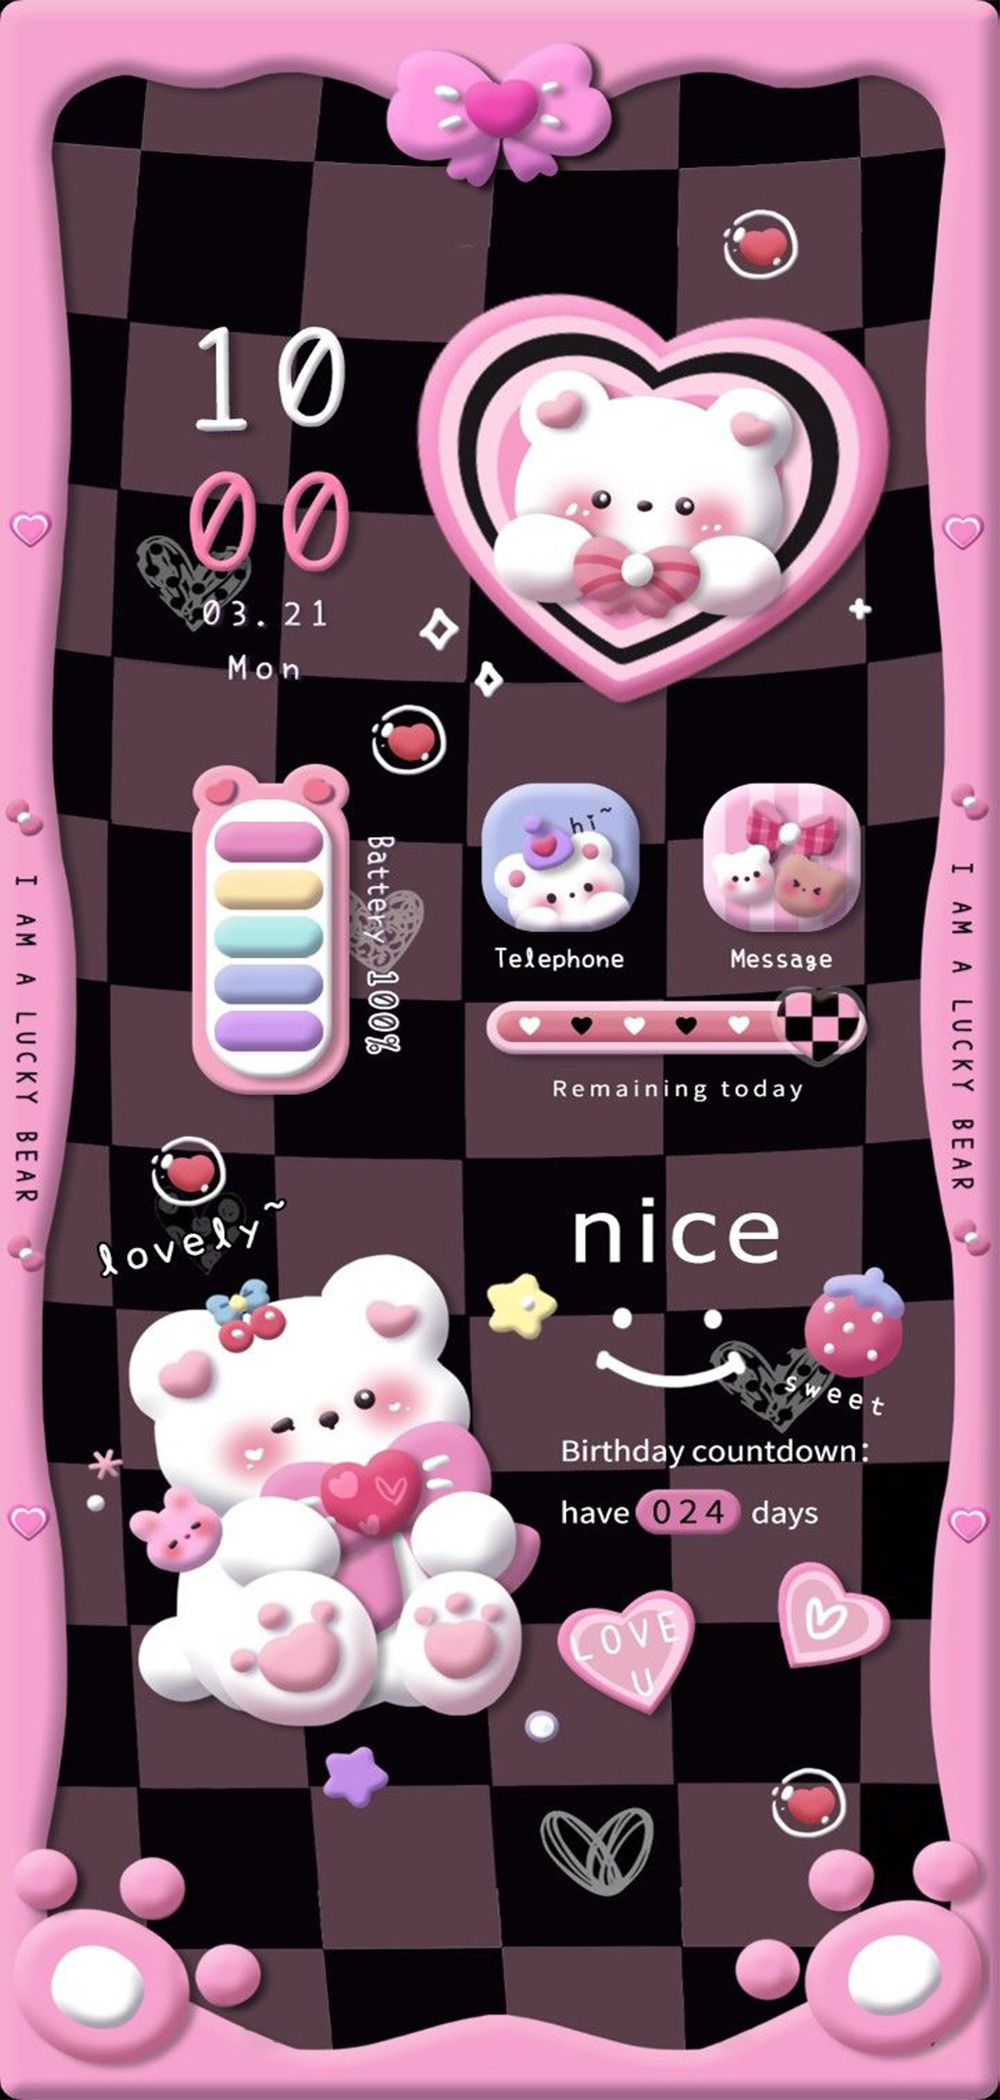 10
00
03.21
Mon
Battery 100%
hi~
Telephone
Message
Remaining today
I AM A LUCKY BEAR
I AM A LUCKY BEAR
lovely~
nice
sweet
Birthday countdown:
have 024 days
LOVE
U